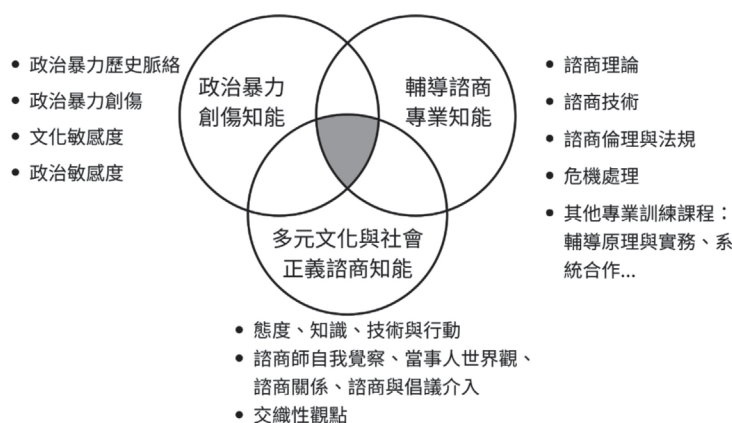 政治暴力
創傷知能
輔導諮商
專業知能
多元文化與社會
正義諮商知能
• 政治暴力歷史脈絡
• 政治暴力創傷
• 文化敏感度
• 政治敏感度
• 諮商理論
• 諮商技術
• 諮商倫理與法規
• 危機處理
• 其他專業訓練課程：
輔導原理與實務、系
統合作...
• 態度、知識、技術與行動
• 諮商師自我覺察、當事人世界觀、
諮商關係、諮商與倡議介入
• 交織性觀點